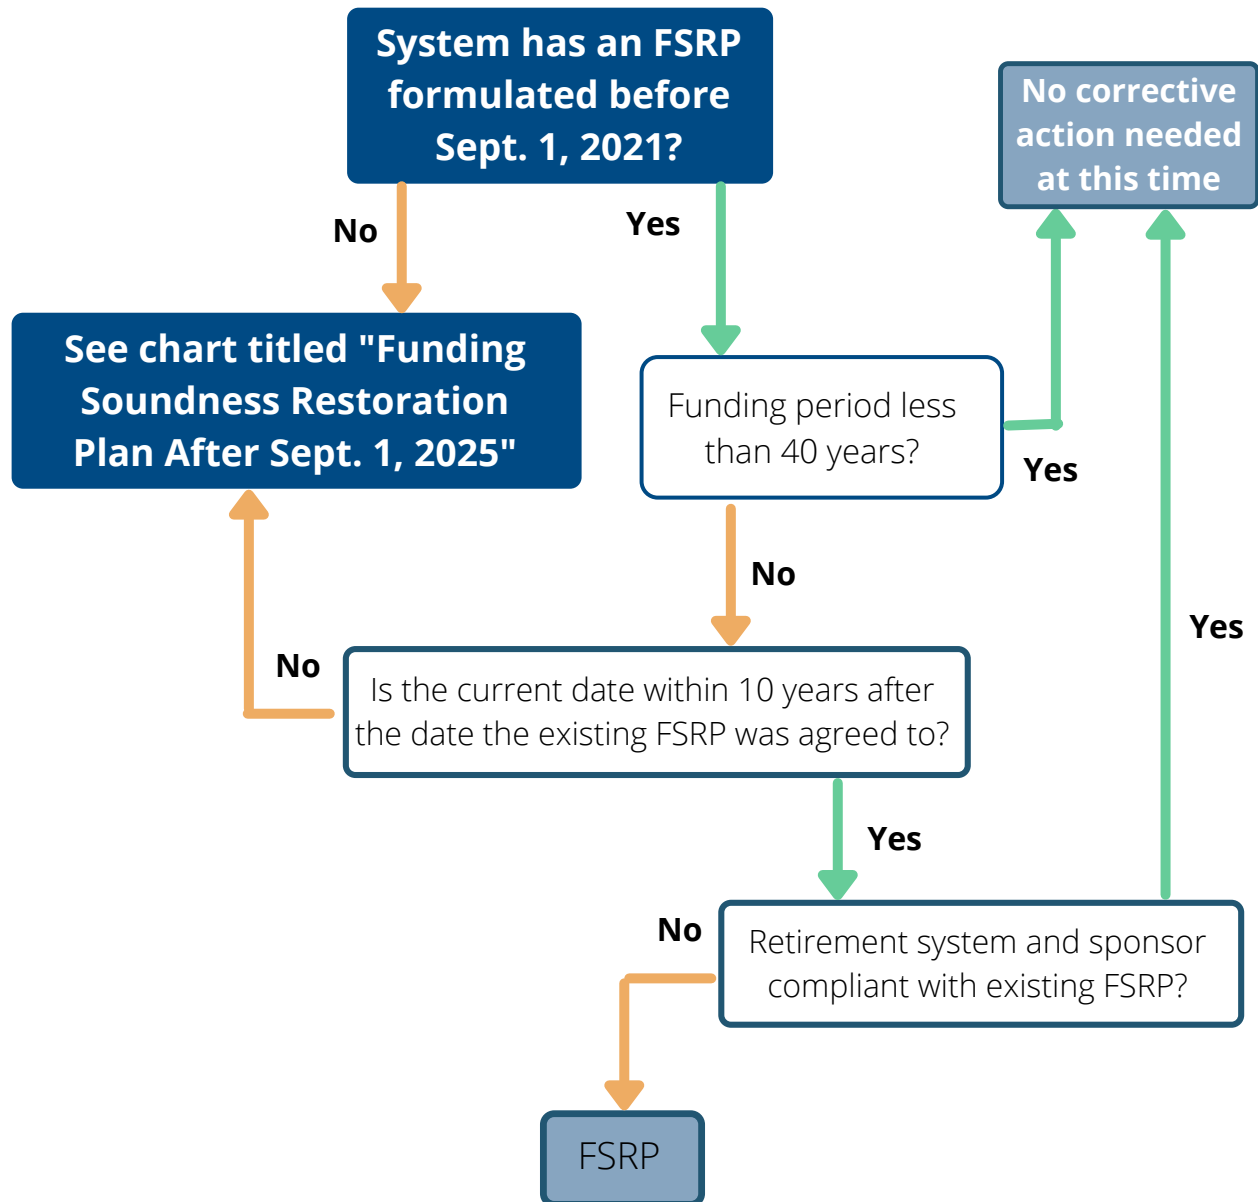 System has an FSRP
formulated before
Sept. 1, 2021?
No corrective
action needed
at this time
No
Yes
See chart titled "Funding
Soundness Restoration
Plan After Sept. 1, 2025"
Funding period less
than 40 years?
Yes
No
Yes
No
Is the current date within 10 years after
the date the existing FSRP was agreed to?
Yes
No
Retirement system and sponsor
compliant with existing FSRP?
FSRP